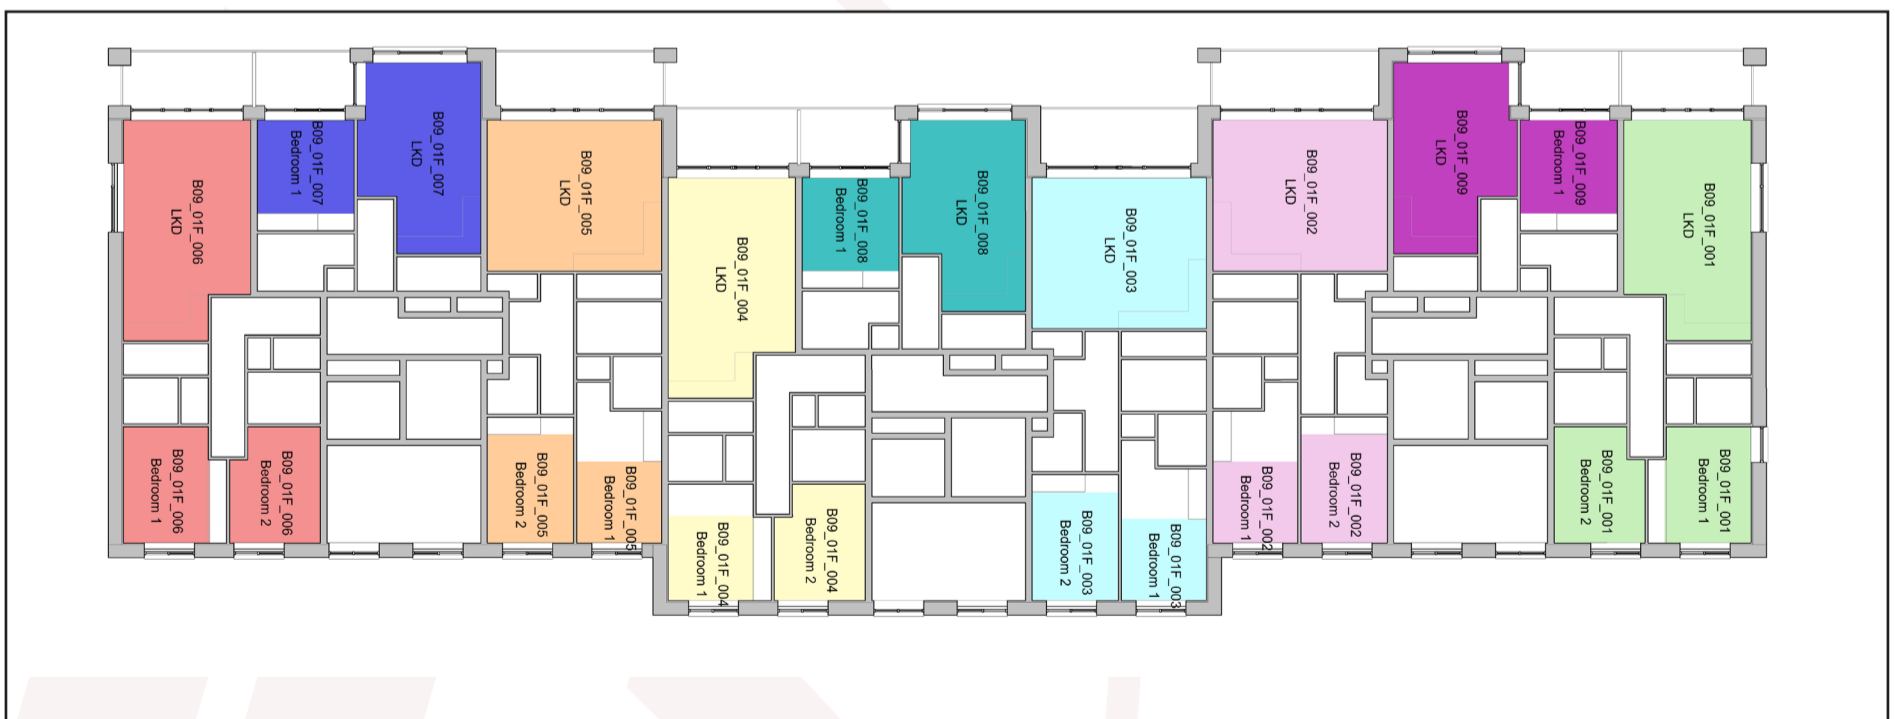 B09_01F_006
LKD
B09_01F_007
Bedroom 1
B09_01F_007
LKD
B09_01F_005
LKD
B09_01F_004
LKD
B09_01F_008
Bedroom 1
B09_01F_008
LKD
B09_01F_003
LKD
B09_01F_002
LKD
B09_01F_009
LKD
B09_01F_009
Bedroom 1
B09_01F_001
LKD
B09_01F_006
Bedroom 1
B09_01F_006
Bedroom 2
B09_01F_005
Bedroom 2
B09_01F_005
Bedroom 1
B09_01F_004
Bedroom 1
B09_01F_004
Bedroom 2
B09_01F_003
Bedroom 2
B09_01F_003
Bedroom 1
B09_01F_002
Bedroom 1
B09_01F_002
Bedroom 2
B09_01F_001
Bedroom 2
B09_01F_001
Bedroom 1